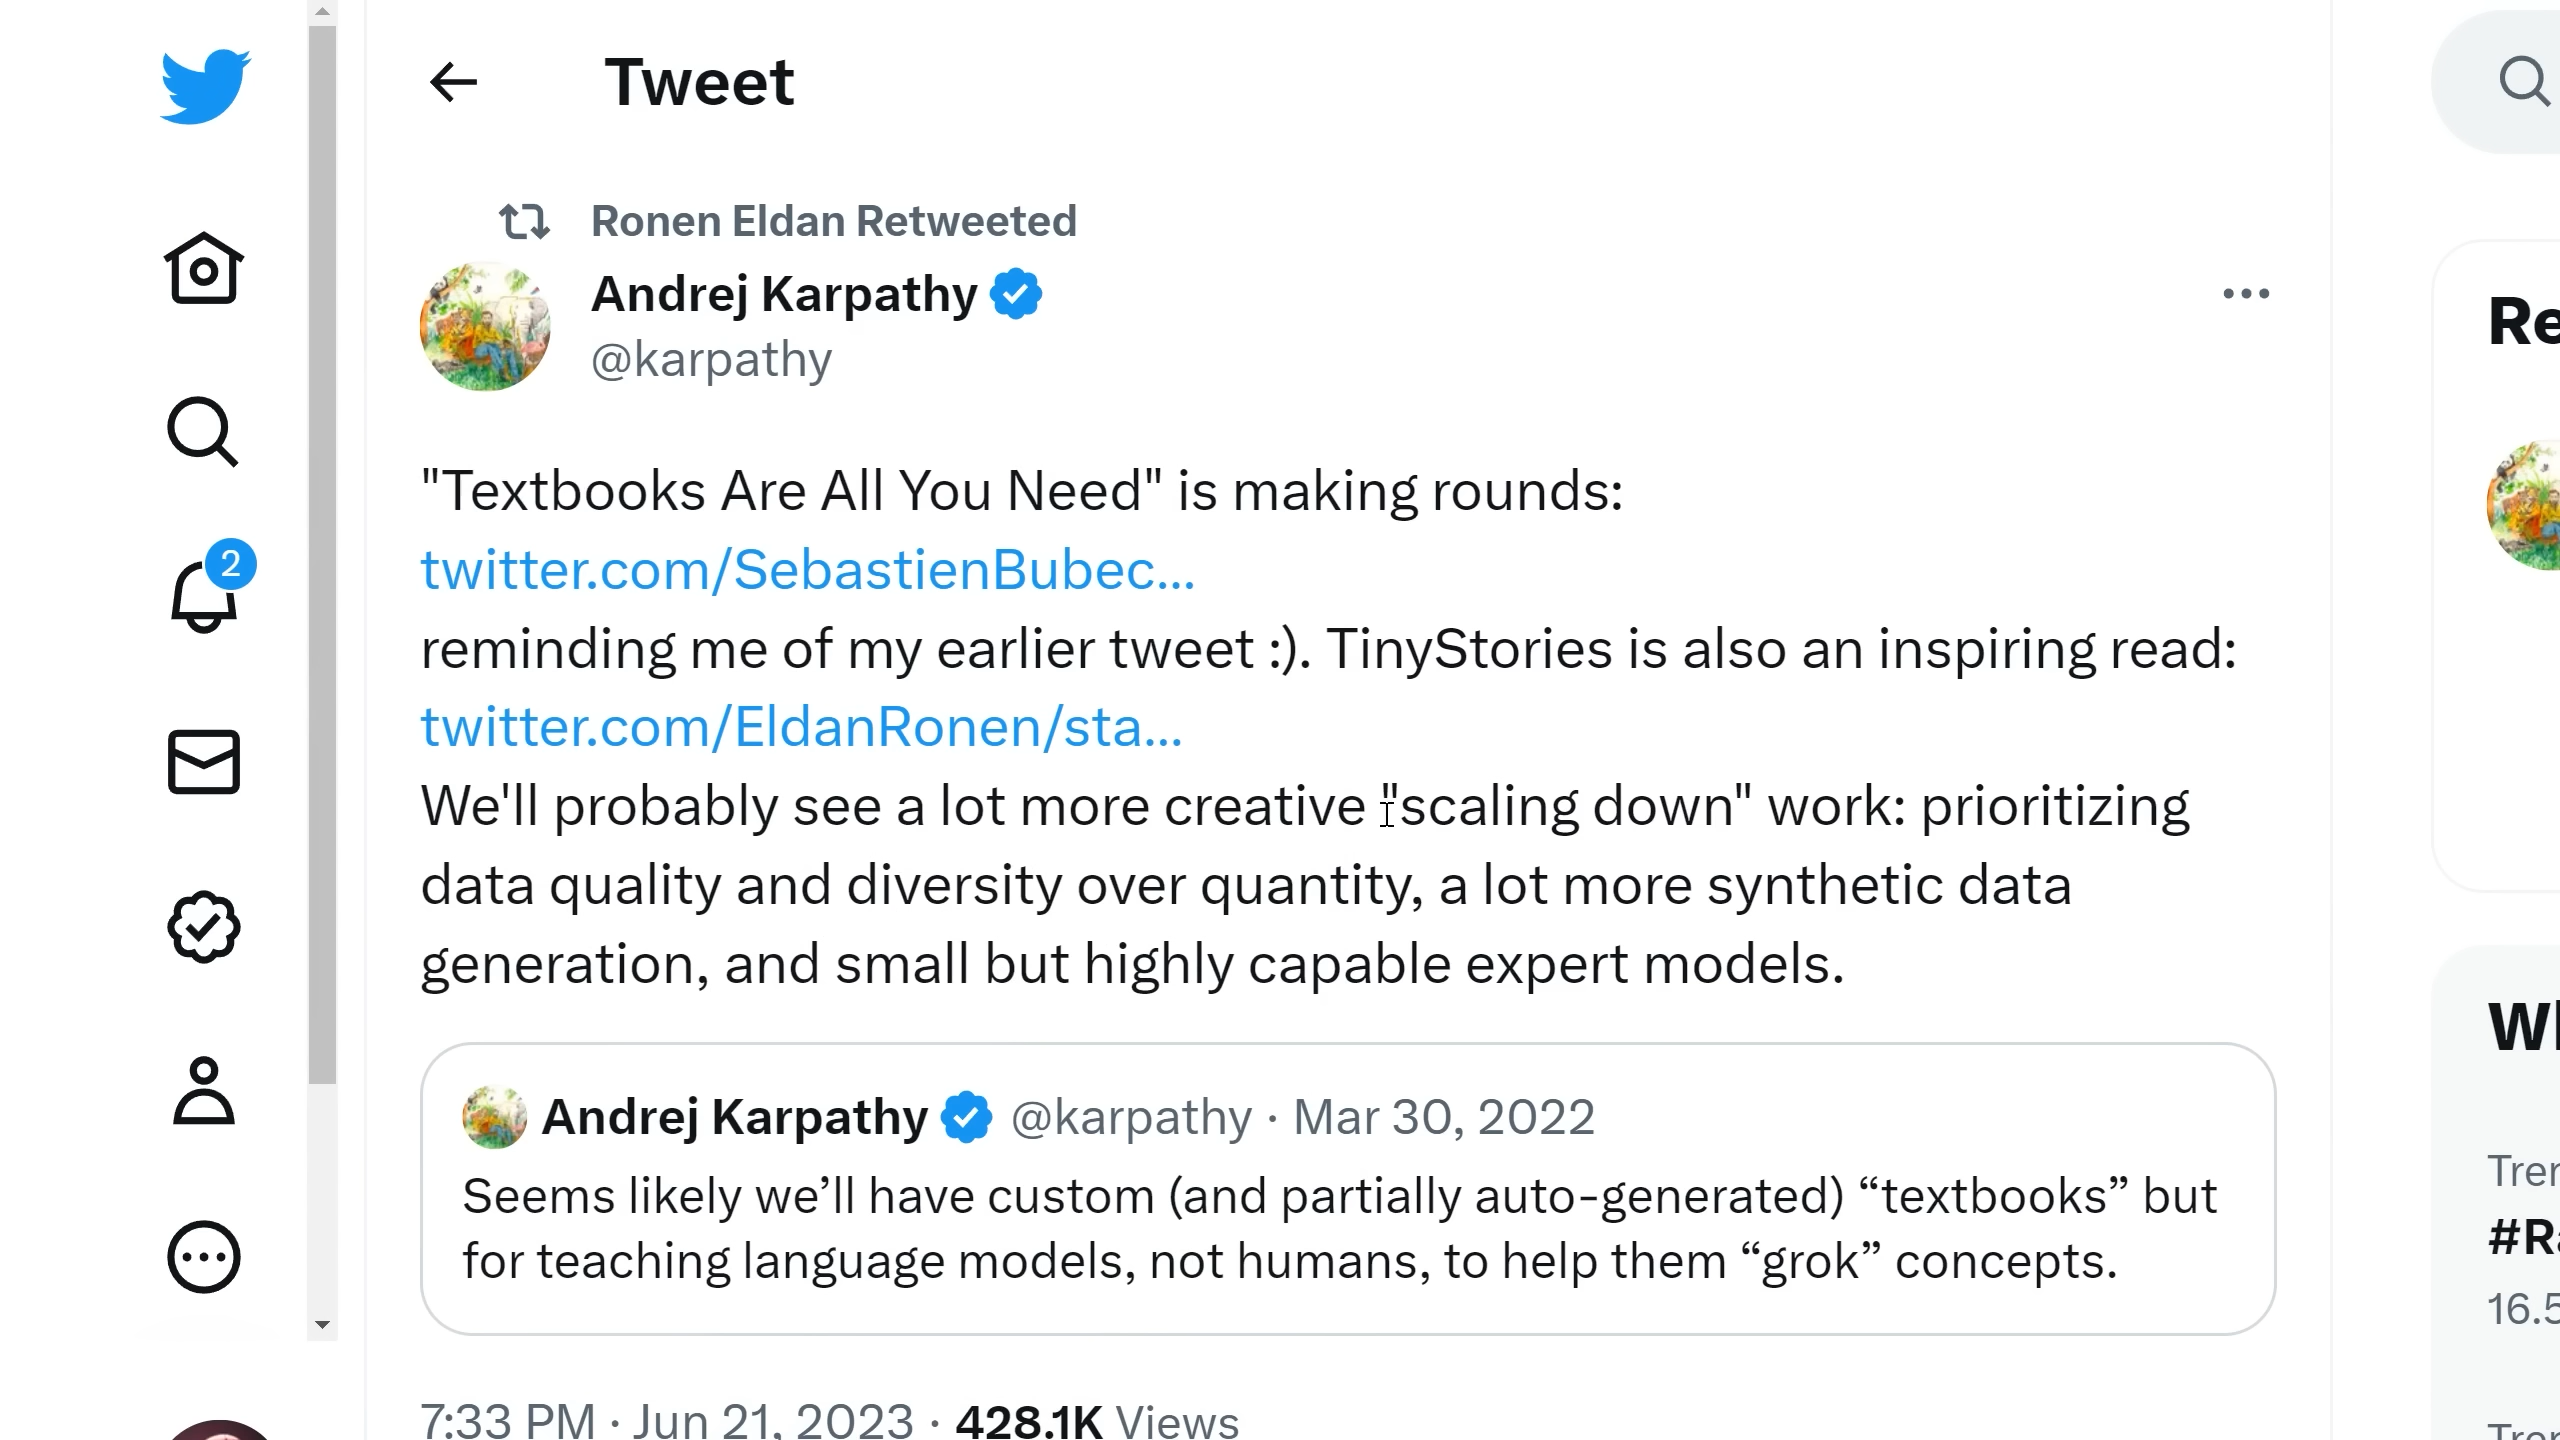 Tweet
Ronen Eldan Retweeted
Andrej Karpathy
@karpathy
"Textbooks Are All You Need" is making rounds:
twitter.com/SebastienBubec...
reminding me of my earlier tweet :). TinyStories is also an inspiring read:
twitter.com/EldanRonen/sta...
We'll probably see a lot more creative "scaling down" work: prioritizing
data quality and diversity over quantity, a lot more synthetic data
generation, and small but highly capable expert models.
Andrej Karpathy @karpathy · Mar 30, 2022
Seems likely we’ll have custom (and partially auto-generated) “textbooks” but
for teaching language models, not humans, to help them “grok” concepts.
7:33 PM · Jun 21, 2023 · 428.1K Views
2
Re
16.5